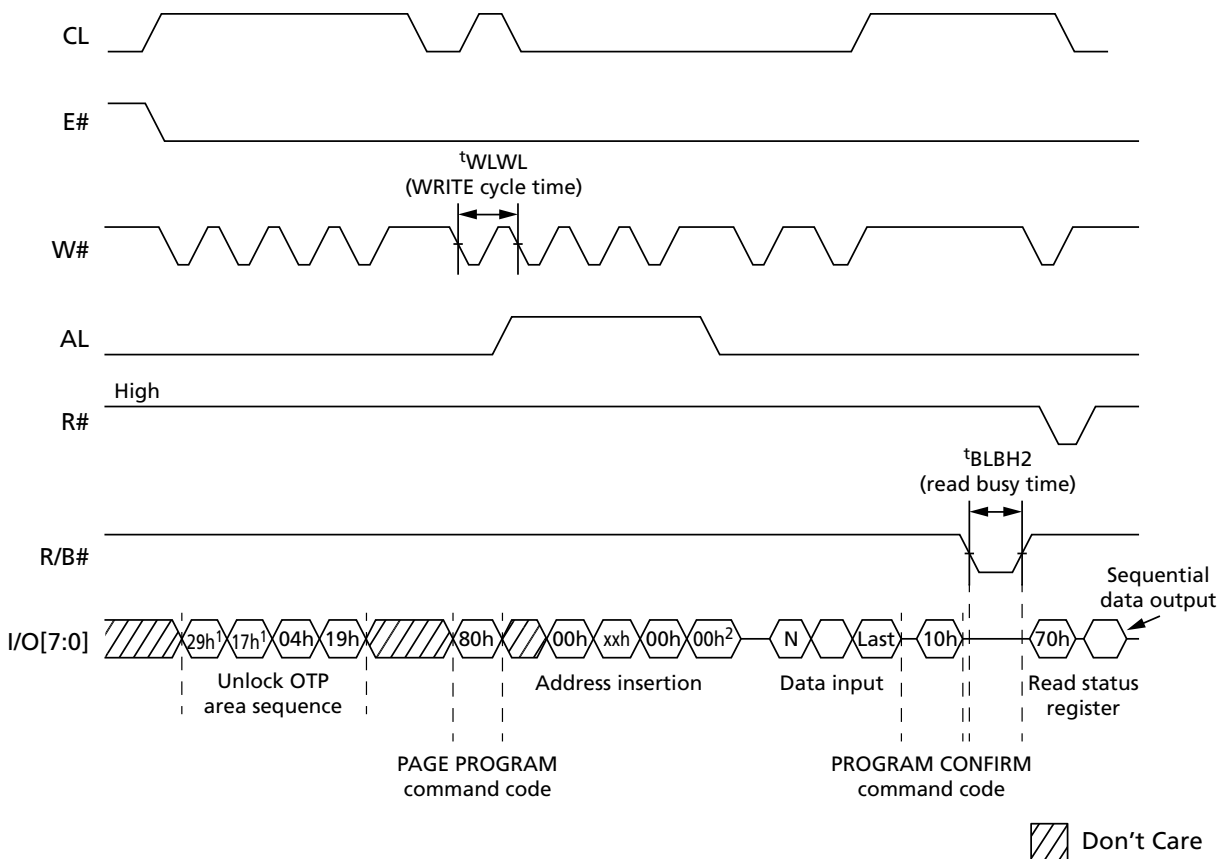 CL
E#
tWLWL
(WRITE cycle time)
W#
AL
High
R#
tBLBH2
(read busy time)
R/B#
Sequential
data output
I/O[7:0]
29h1 17h1 04h 19h 80h 00h xxh 00h 00h2 N Last 10h 70h
Unlock OTP
area sequence
Address insertion
Data input
Read status
register
PAGE PROGRAM
command code
PROGRAM CONFIRM
command code
Don't Care